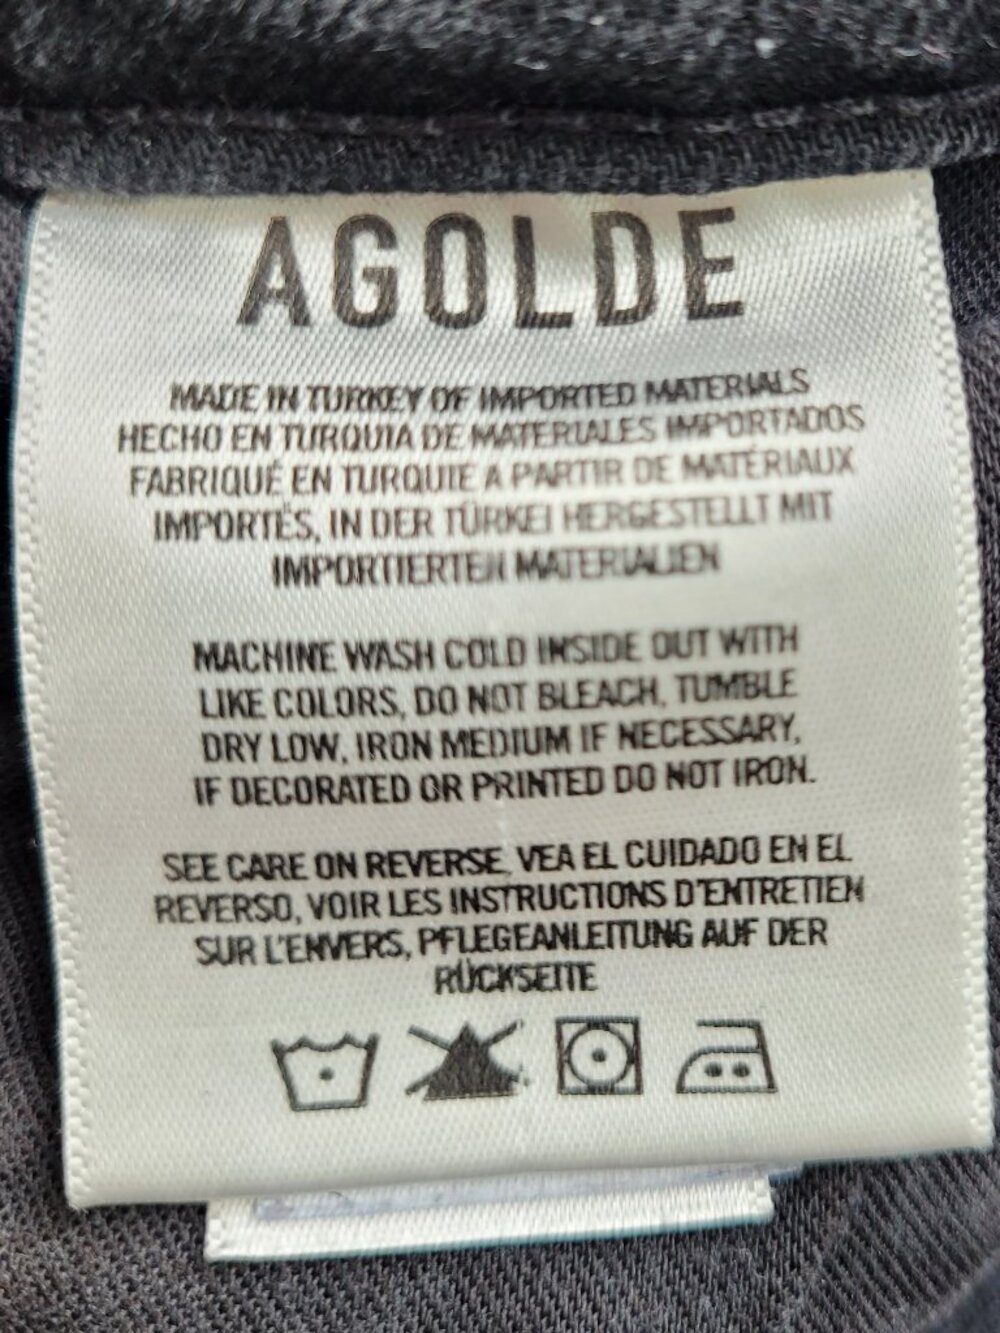 AGOLDE
MADE IN TURKEY OF IMPORTED MATERIALS
HECHO EN TURQUIA DE MATERIALES IMPORTADOS
FABRIQUÉ EN TURQUIE A PARTIR DE MATÉRIAUX
IMPORTÉS, IN DER TÜRKEI HERGESTELLT MIT
IMPORTIERTEN MATERIALIEN
MACHINE WASH COLD INSIDE OUT WITH
LIKE COLORS, DO NOT BLEACH, TUMBLE
DRY LOW, IRON MEDIUM IF NECESSARY,
IF DECORATED OR PRINTED DO NOT IRON.
SEE CARE ON REVERSE, VEA EL CUIDADO EN EL
REVERSO, VOIR LES INSTRUCTIONS D'ENTRETIEN
SUR L'ENVERS, PFLEGEANLEITUNG AUF DER
RÜCKSEITE